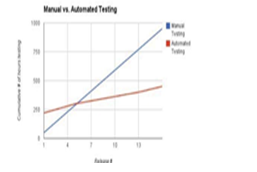 Manual vs. Automated Testing
Cumulative # of hours testing
1000
750
500
250
0
1
4
7
10
13
Release #
Manual
Testing
Automated
Testing